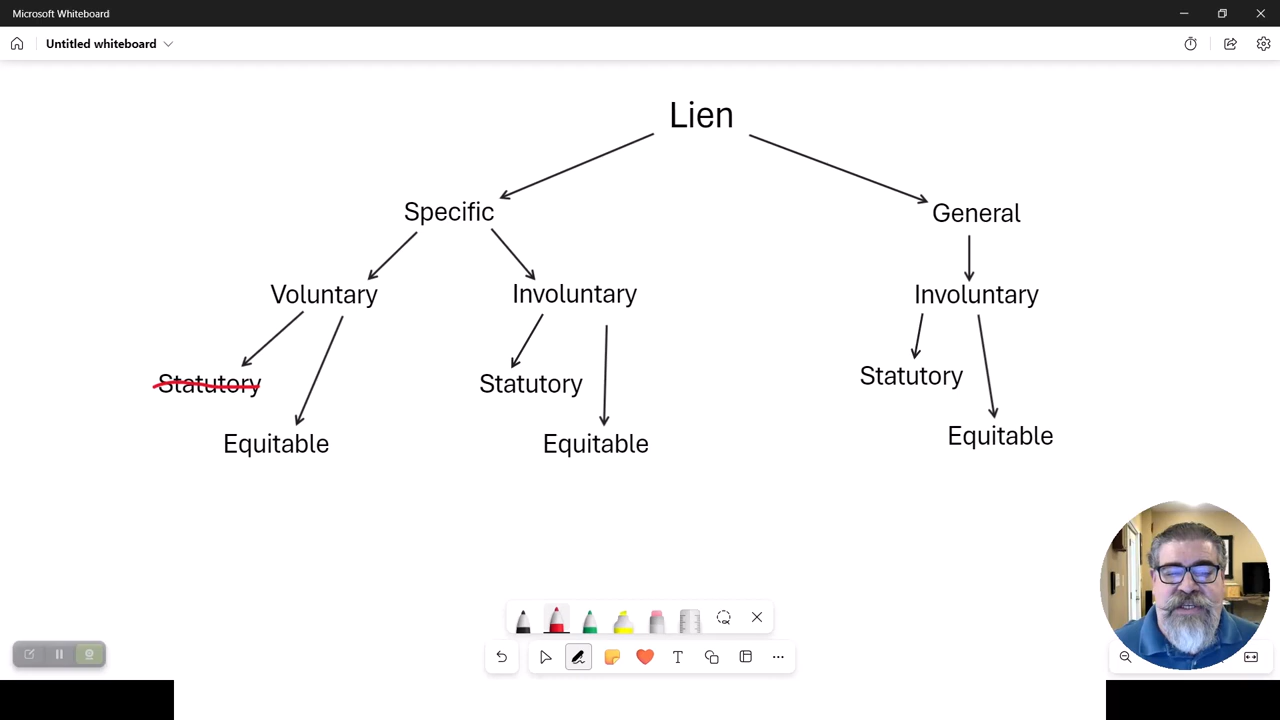 Microsoft Whiteboard
Untitled whiteboard
Lien
Specific
General
Voluntary
Involuntary
Involuntary
Statutory
Statutory
Statutory
Equitable
Equitable
Equitable